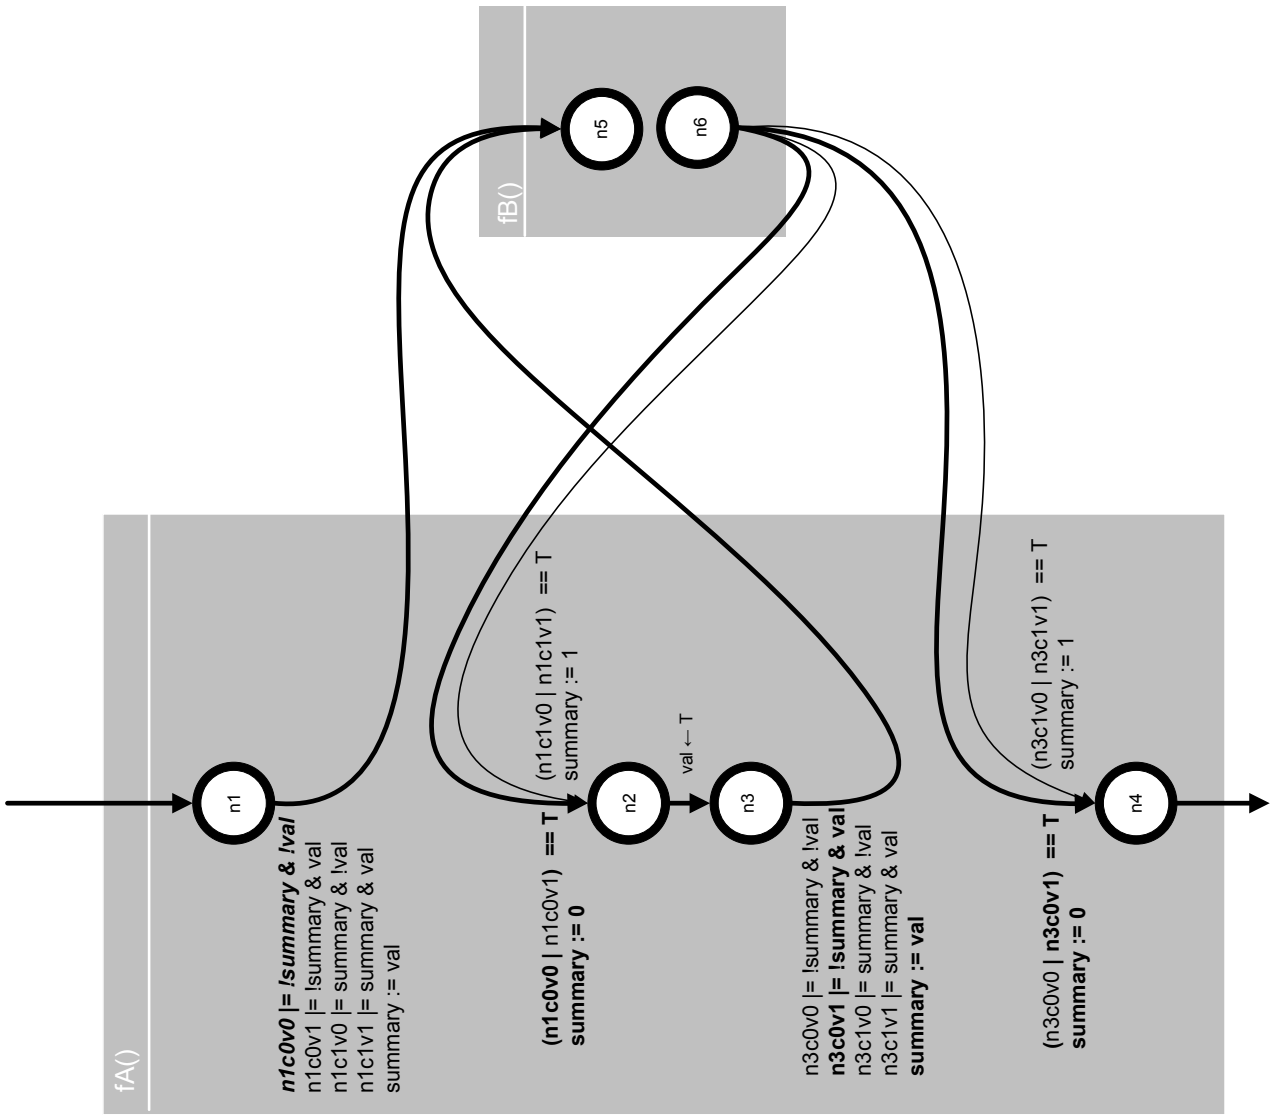 fA()
n1
n1c0v0 |= !summary & !val
n1c0v1 |= !summary & val
n1c1v0 |= summary & !val
n1c1v1 |= summary & val
summary := val
fB()
n5
n6
(n1c1v0 | n1c1v1) == T
summary := 1
(n1c0v0 | n1c0v1) == T
summary := 0
n2
val ← T
n3
n3c0v0 |= !summary & !val
n3c0v1 |= !summary & val
n3c1v0 |= summary & !val
n3c1v1 |= summary & val
summary := val
(n3c1v0 | n3c1v1) == T
summary := 1
(n3c0v0 | n3c0v1) == T
summary := 0
n4